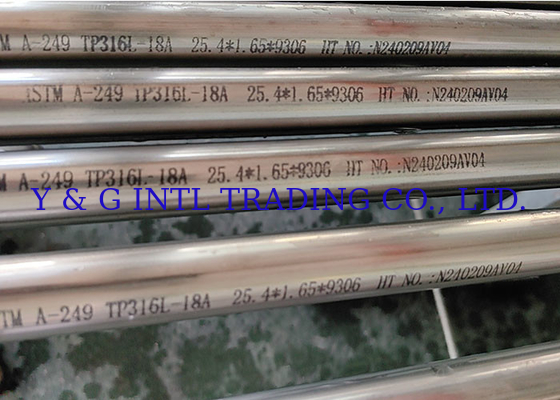 TM A-249 TP316L-18A 25.4*1.65*9306 HT NO.:N240209AV04
ASTM A-249 TP316L-18A 25.4*1.65*9306 HT NO.:N240209AV04
M A-249 TP316L-18A 25.4*1.65*9306 HT NO.:N240209AV04
Y & G INTL TRADING CO., LTD.
STM A-249 TP316L-18A 25.4*1.65*9306 HT NO.:N240209AV04